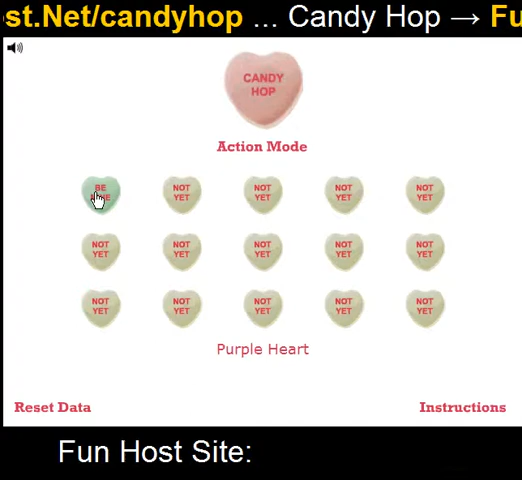 st.Net/candyhop ... Candy Hop → Fu
CANDY
HOP
Action Mode
BE
NOT YET NOT YET NOT YET NOT YET
NOT YET NOT YET NOT YET NOT YET NOT YET
NOT YET NOT YET NOT YET NOT YET NOT YET
Purple Heart
Reset Data
Instructions
Fun Host Site: